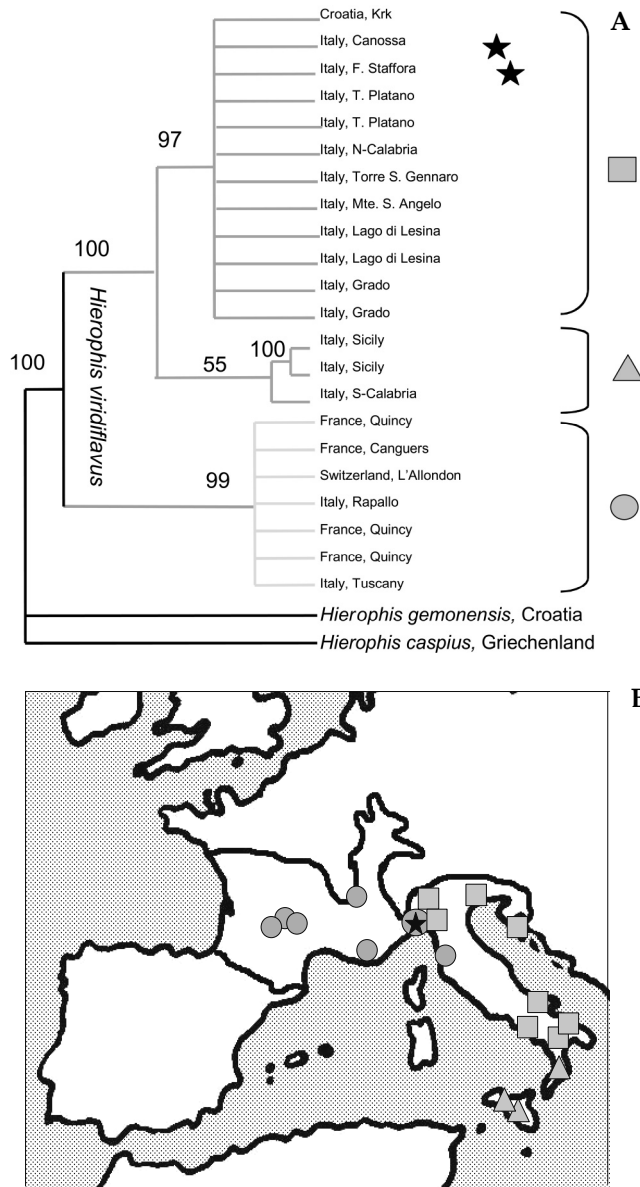 A
Croatia, Krk
Italy, Canossa
Italy, F. Staffora
Italy, T. Platano
Italy, T. Platano
97
Italy, N-Calabria
Italy, Torre S. Gennaro
Italy, Mte. S. Angelo
Italy, Lago di Lesina
100
Italy, Lago di Lesina
Italy, Grado
Italy, Grado
Hierophis viridiflavus
Italy, Sicily
100
100
55
Italy, Sicily
Italy, S-Calabria
France, Quincy
France, Canguers
99
Switzerland, L'Allondon
Italy, Rapallo
France, Quincy
France, Quincy
Italy, Tuscany
Hierophis gemonensis, Croatia
Hierophis caspius, Griechenland